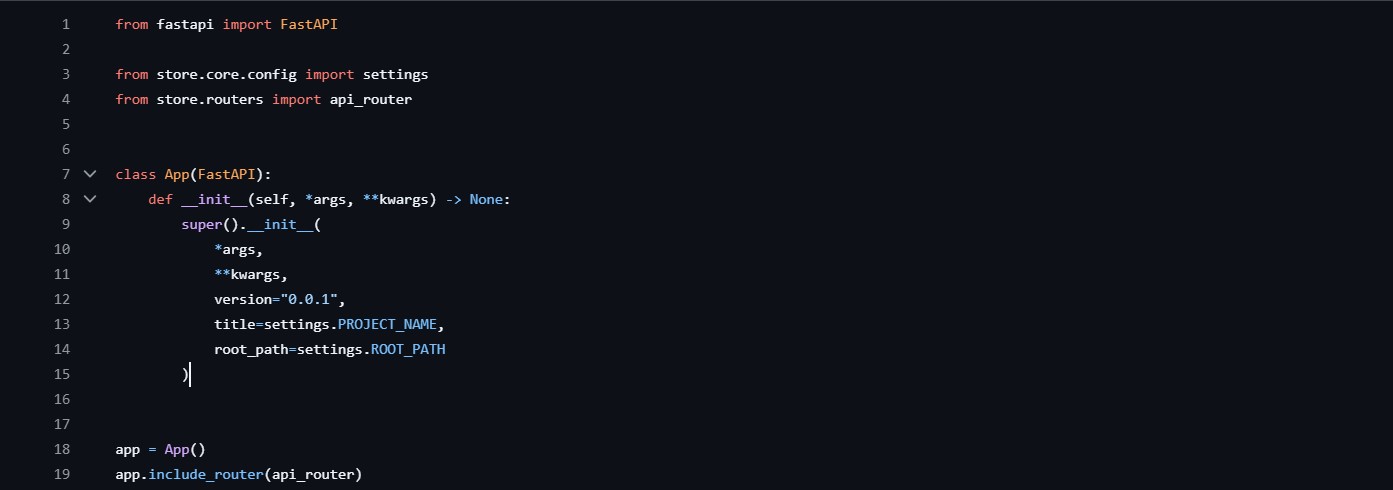 1 from fastapi import FastAPI
2
3 from store.core.config import settings
4 from store.routers import api_router
5
6
7 class App(FastAPI):
8     def __init__(self, *args, **kwargs) -> None:
9         super().__init__(
10             *args,
11             **kwargs,
12             version="0.0.1",
13             title=settings.PROJECT_NAME,
14             root_path=settings.ROOT_PATH
15         )
16
17
18 app = App()
19 app.include_router(api_router)